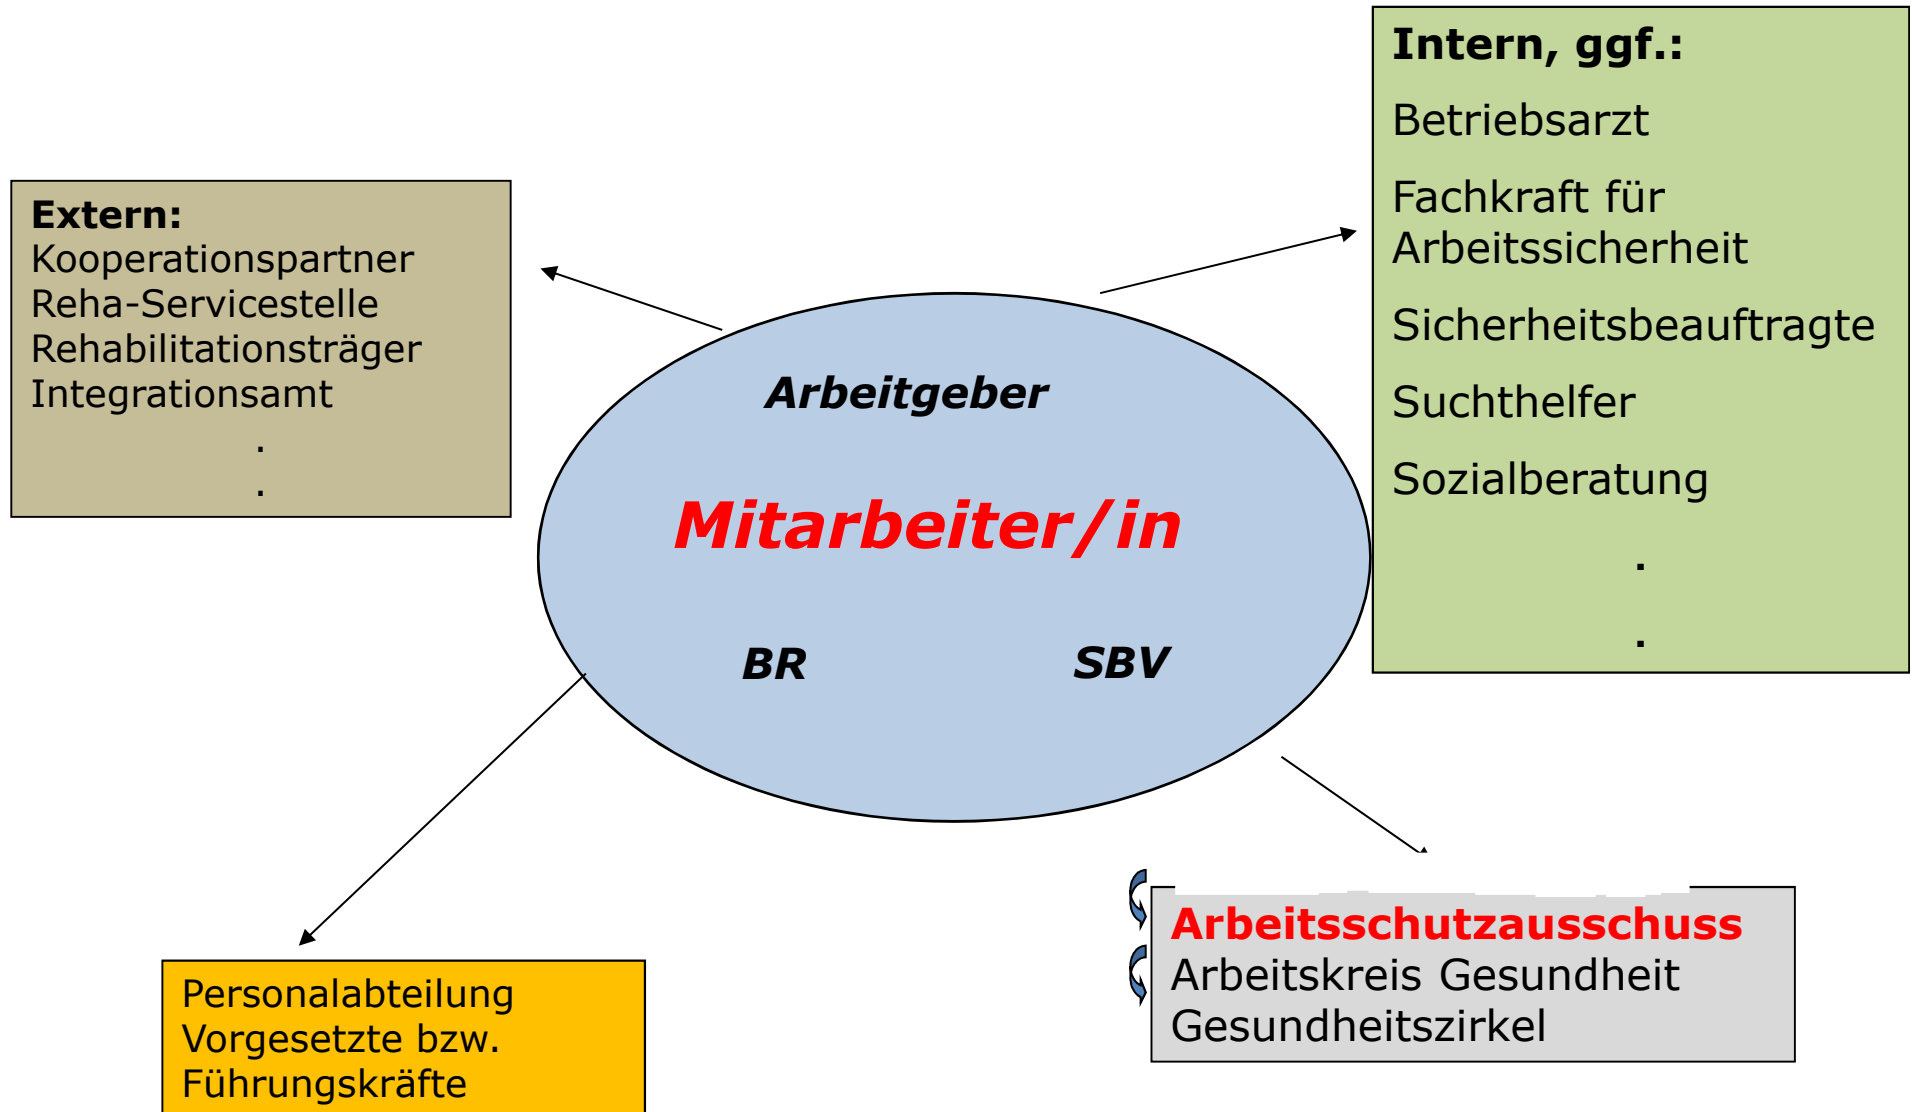 Extern:
Kooperationspartner
Reha-Servicestelle
Rehabilitationsträger
Integrationsamt
.
.
Intern, ggf.:
Betriebsarzt
Fachkraft für
Arbeitssicherheit
Sicherheitsbeauftragte
Suchthelfer
Sozialberatung
.
.
Arbeitgeber
Mitarbeiter/in
BR SBV
Personalabteilung
Vorgesetzte bzw.
Führungskräfte
Arbeitsschutzausschuss
Arbeitskreis Gesundheit
Gesundheitszirkel